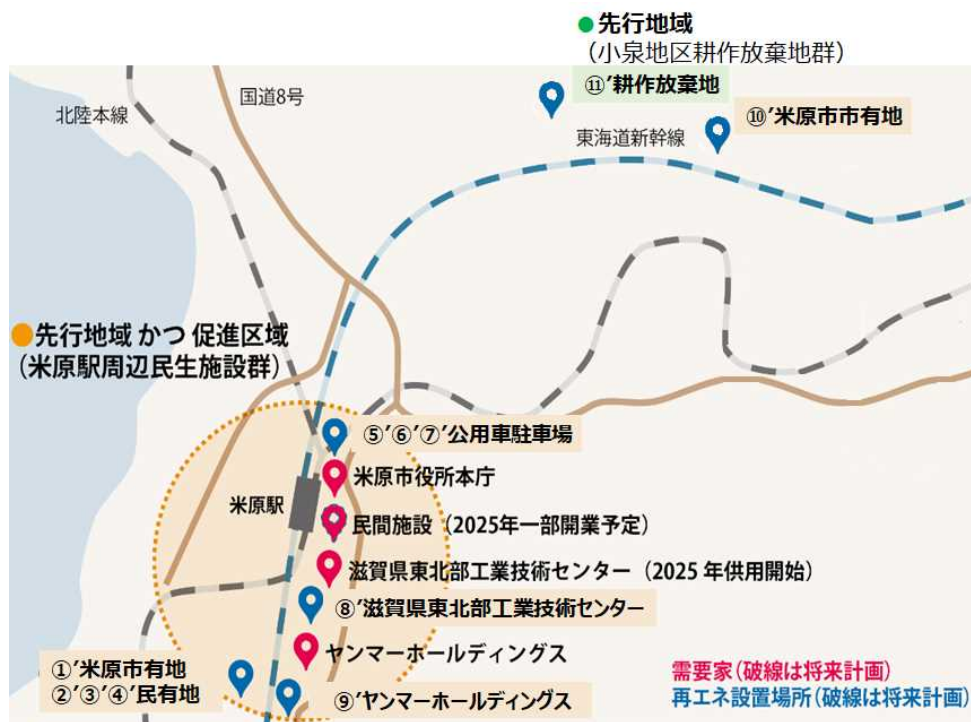 ●先行地域
（小泉地区耕作放棄地群）
⑪’耕作放棄地
⑩’米原市市有地
国道8号
北陸本線
東海道新幹線
●先行地域 かつ 促進区域
（米原駅周辺民生施設群）
⑤’⑥’⑦’公用車駐車場
米原市役所本庁
米原駅
民間施設（2025年一部開業予定）
滋賀県東北部工業技術センター（2025 年供用開始）
⑧’滋賀県東北部工業技術センター
ヤンマーホールディングス
①’米原市有地
②’③’④’民有地
⑨’ヤンマーホールディングス
需要家（破線は将来計画）
再エネ設置場所（破線は将来計画）